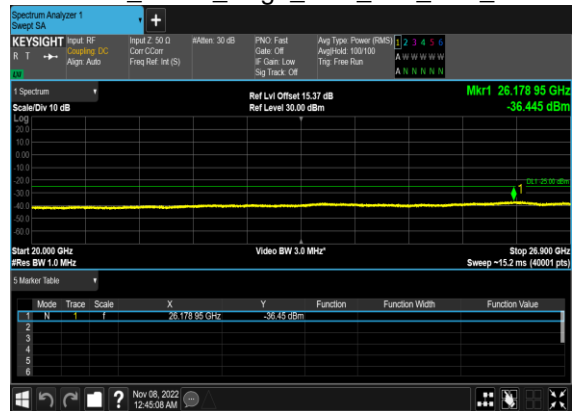 Spectrum Analyzer 1
Swept SA
+
KEYSIGHT Input: RF Input Z: 50 Ω #Atten: 30 dB PNO: Fast Avg Type: Power (RMS) 1 2 3 4 5 6
R T Coupling: DC Corr CCorr Gate: Off Avg|Hold: 100/100 A W W W W W
Align: Auto Freq Ref: Int (S) IF Gain: Low Trig: Free Run
Sig Track: Off A N N N N N
1 Spectrum Ref Lvl Offset 15.37 dB Mkr1 26.178 95 GHz
Scale/Div 10 dB Ref Level 30.00 dBm -36.445 dBm
Log
20.0
10.0
0.00
-10.0
-20.0
DL1 -25.00 dBm
-30.0
1
-40.0
-50.0
-60.0
Start 20.000 GHz Video BW 3.0 MHz* Stop 26.900 GHz
#Res BW 1.0 MHz Sweep ~15.2 ms (40001 pts)
5 Marker Table
Mode Trace Scale X Y Function Function Width Function Value
1 N 1 f 26.178 95 GHz -36.45 dBm
2
3
4
5
6
? Nov 08, 2022
12:45:08 AM